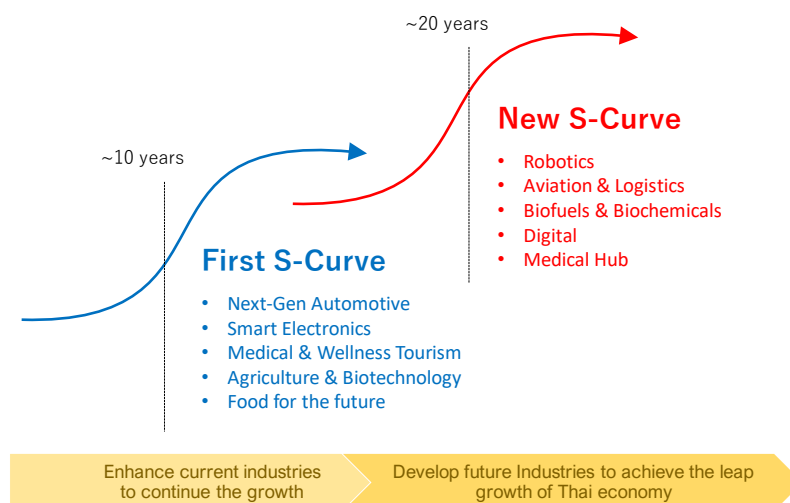 ~20 years
New S-Curve
• Robotics
• Aviation & Logistics
• Biofuels & Biochemicals
• Digital
• Medical Hub
~10 years
First S-Curve
• Next-Gen Automotive
• Smart Electronics
• Medical & Wellness Tourism
• Agriculture & Biotechnology
• Food for the future
Enhance current industries
to continue the growth
Develop future Industries to achieve the leap
growth of Thai economy